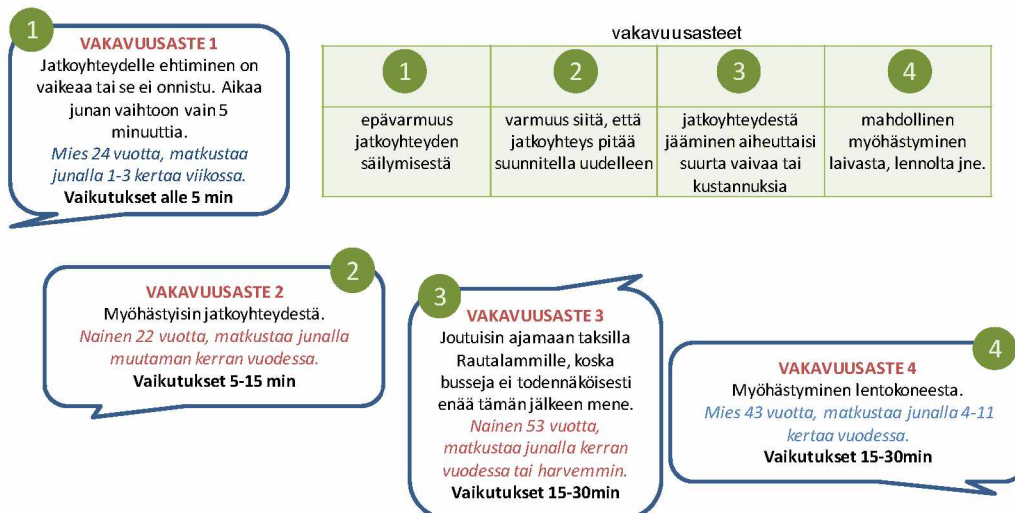 1
VAKAVUUSASTE 1
Jatkoyhteydelle ehtiminen on
vaikeaa tai se ei onnistu. Aikaa
junan vaihtoon vain 5
minuuttia.
Mies 24 vuotta, matkustaa
junalla 1-3 kertaa viikossa.
Vaikutukset alle 5 min
vakavuusasteet
1
2
3
4
epävarmuus
jatkoyhteyden
säilymisestä
varmuus siitä, että
jatkoyhteys pitää
suunnitella uudelleen
jatkoyhteydestä
jääminen aiheuttaisi
suurta vaivaa tai
kustannuksia
mahdollinen
myöhästyminen
laivasta, lennolta jne.
2
VAKAVUUSASTE 2
Myöhästyisin jatkoyhteydestä.
Nainen 22 vuotta, matkustaa junalla
muutaman kerran vuodessa.
Vaikutukset 5-15 min
3
VAKAVUUSASTE 3
Joutuisin ajamaan taksilla
Rautalammille, koska
busseja ei todennäköisesti
enää tämän jälkeen mene.
Nainen 53 vuotta,
matkustaa junalla kerran
vuodessa tai harvemmin.
Vaikutukset 15-30min
4
VAKAVUUSASTE 4
Myöhästyminen lentokoneesta.
Mies 43 vuotta, matkustaa junalla 4-11
kertaa vuodessa.
Vaikutukset 15-30min